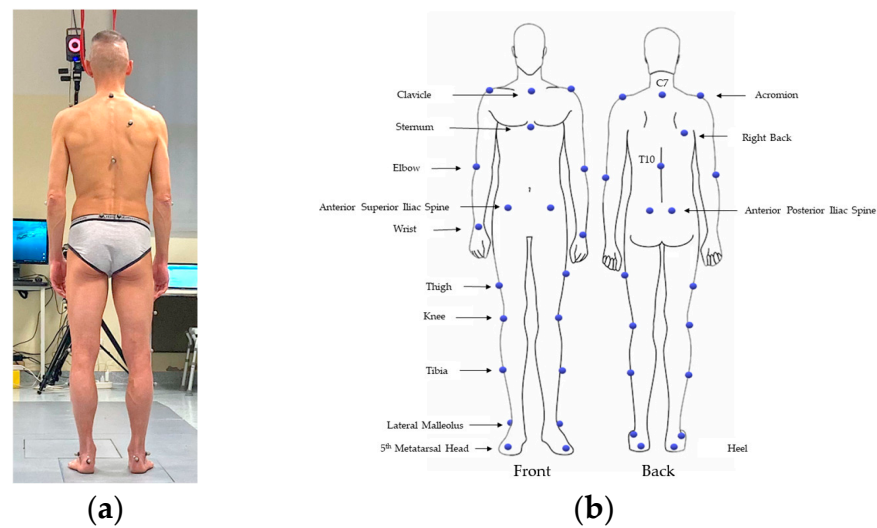 C7
Clavicle
Acromion
Sternum
Right Back
T10
Elbow
Anterior Superior Iliac Spine
Anterior Posterior Iliac Spine
Wrist
Thigh
Knee
Tibia
Lateral Malleolus
5th Metatarsal Head
Heel
Front
Back
(a)
(b)